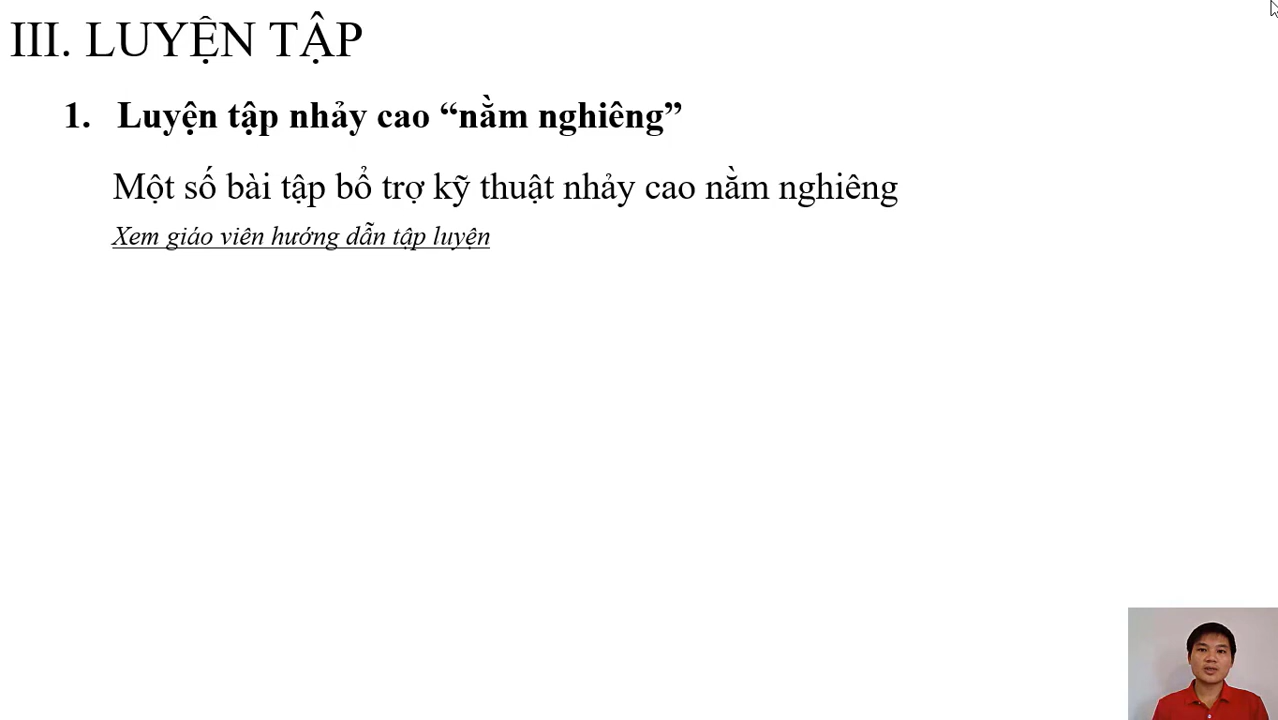 III. LUYỆN TẬP
1. Luyện tập nhảy cao “nằm nghiêng”
Một số bài tập bổ trợ kỹ thuật nhảy cao nằm nghiêng
Xem giáo viên hướng dẫn tập luyện